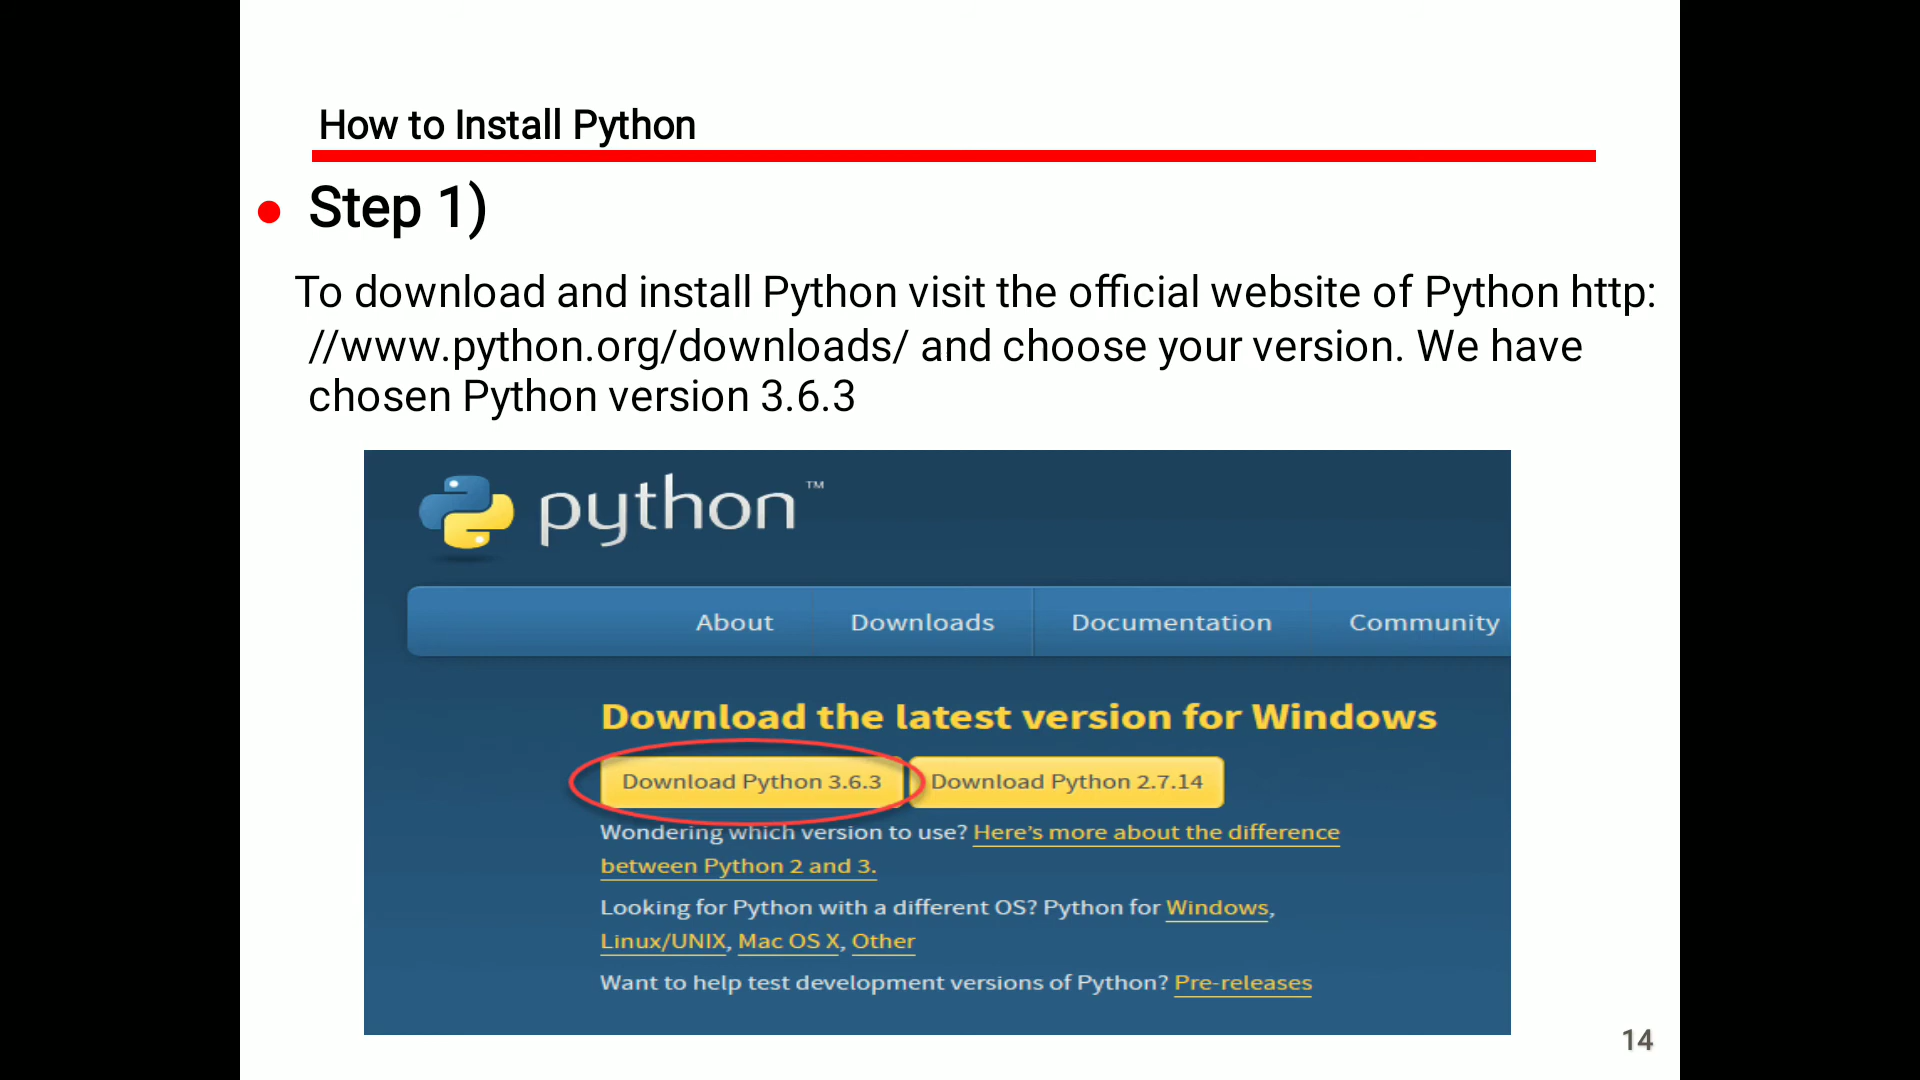 How to Install Python
• Step 1)
To download and install Python visit the official website of Python http:
//www.python.org/downloads/ and choose your version. We have
chosen Python version 3.6.3
python™
About Downloads Documentation Community
Download the latest version for Windows
Download Python 3.6.3 Download Python 2.7.14
Wondering which version to use? Here's more about the difference
between Python 2 and 3.
Looking for Python with a different OS? Python for Windows,
Linux/UNIX, Mac OS X, Other
Want to help test development versions of Python? Pre-releases
14